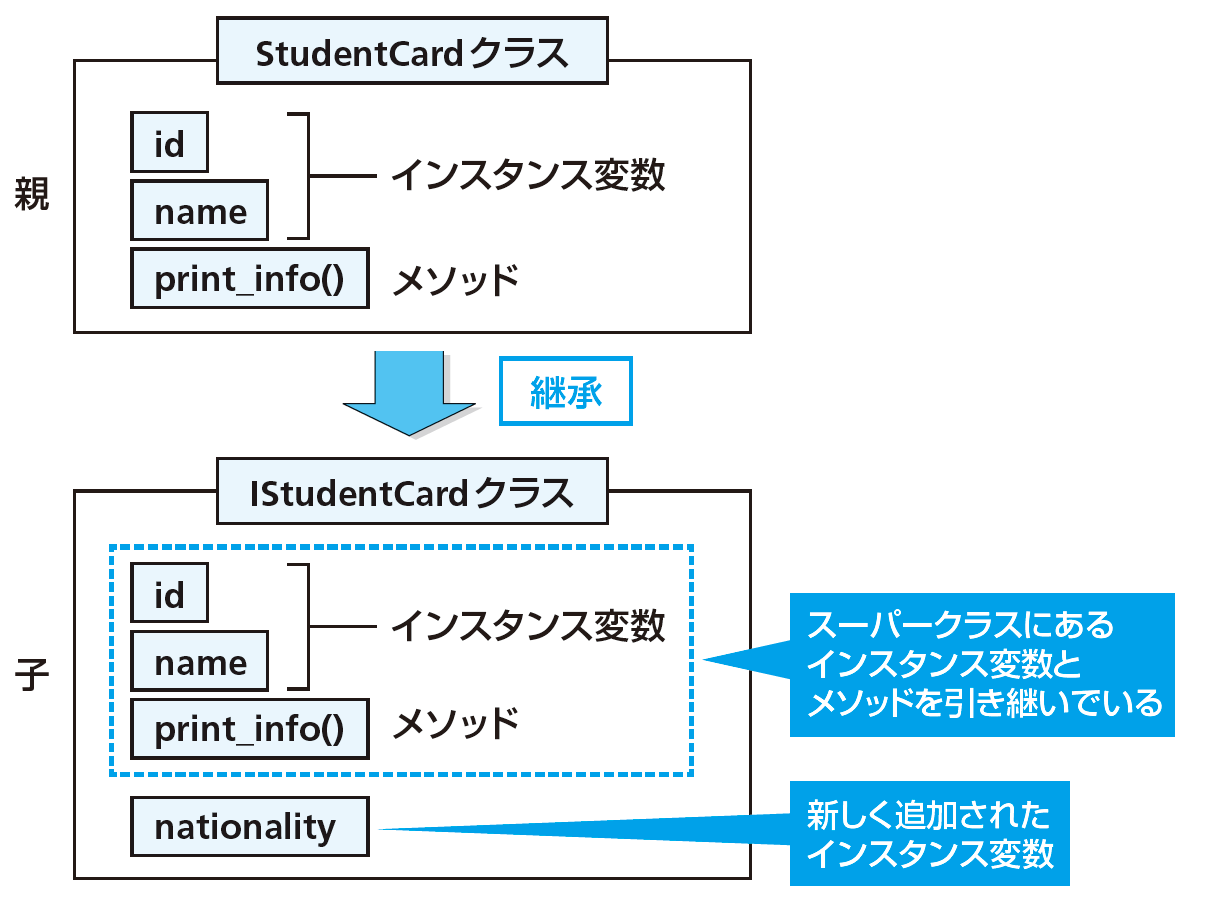 StudentCardクラス
親
id
name
インスタンス変数
print_info()
メソッド
継承
IStudentCardクラス
子
id
name
インスタンス変数
print_info()
メソッド
スーパークラスにある
インスタンス変数と
メソッドを引き継いでいる
nationality
新しく追加された
インスタンス変数